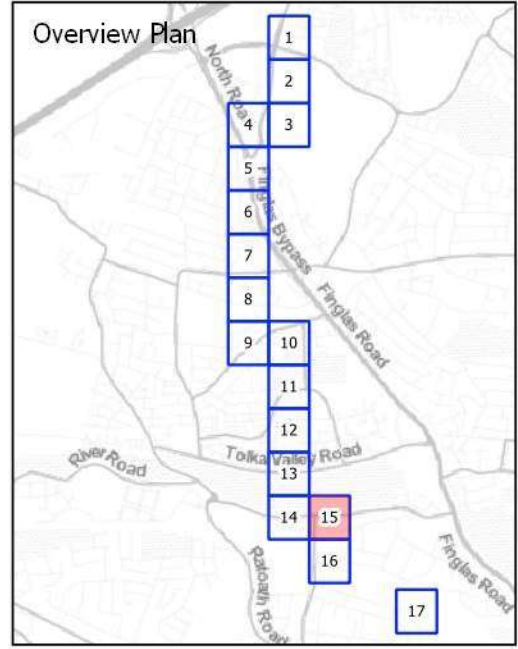 Overview Plan
North Road
1
2
4
3
5
Finglas Bypass
6
7
8
Finglas Road
9
10
11
12
Tolka Valley Road
River Road
13
14
15
16
Ratoath Road
Finglas Road
17